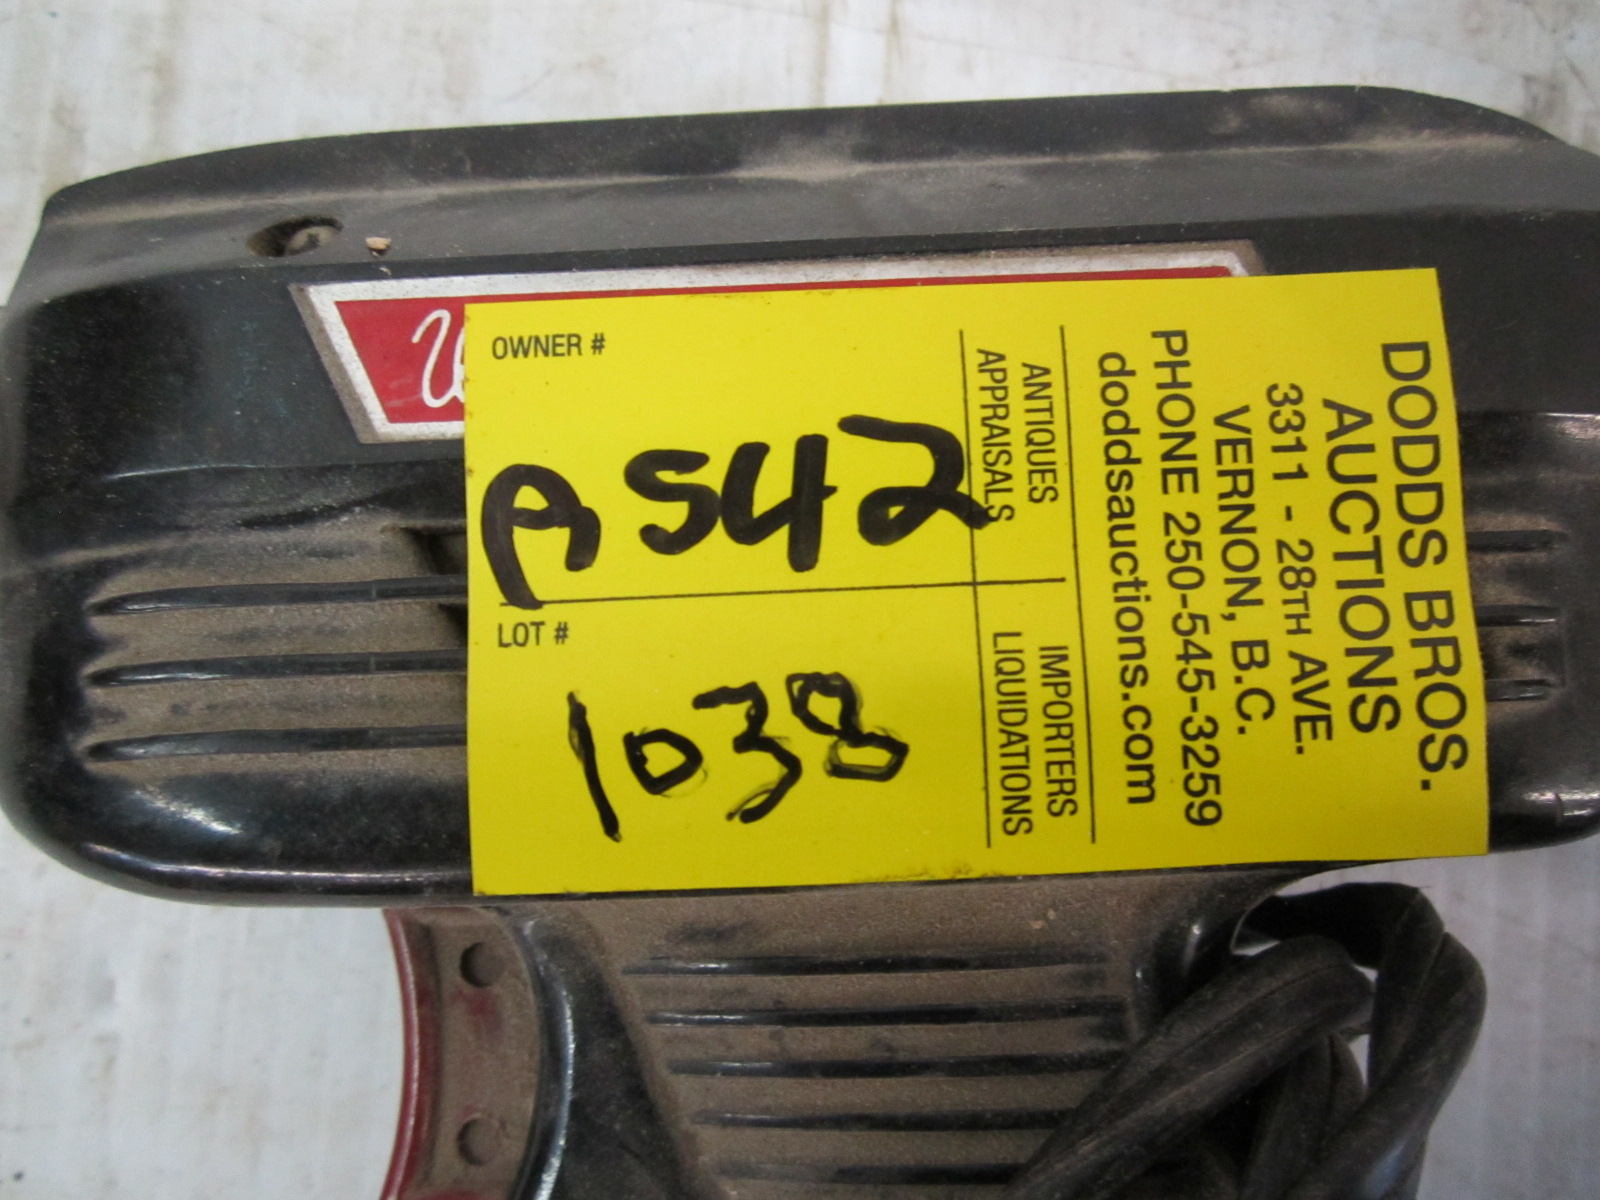 OWNER #
A542
LOT #
1038
ANTIQUES
APPRAISALS
IMPORTERS
LIQUIDATIONS
DODDS BROS.
AUCTIONS
3311 - 28TH AVE.
VERNON, B.C.
PHONE 250-545-3259
doddsauctions.com